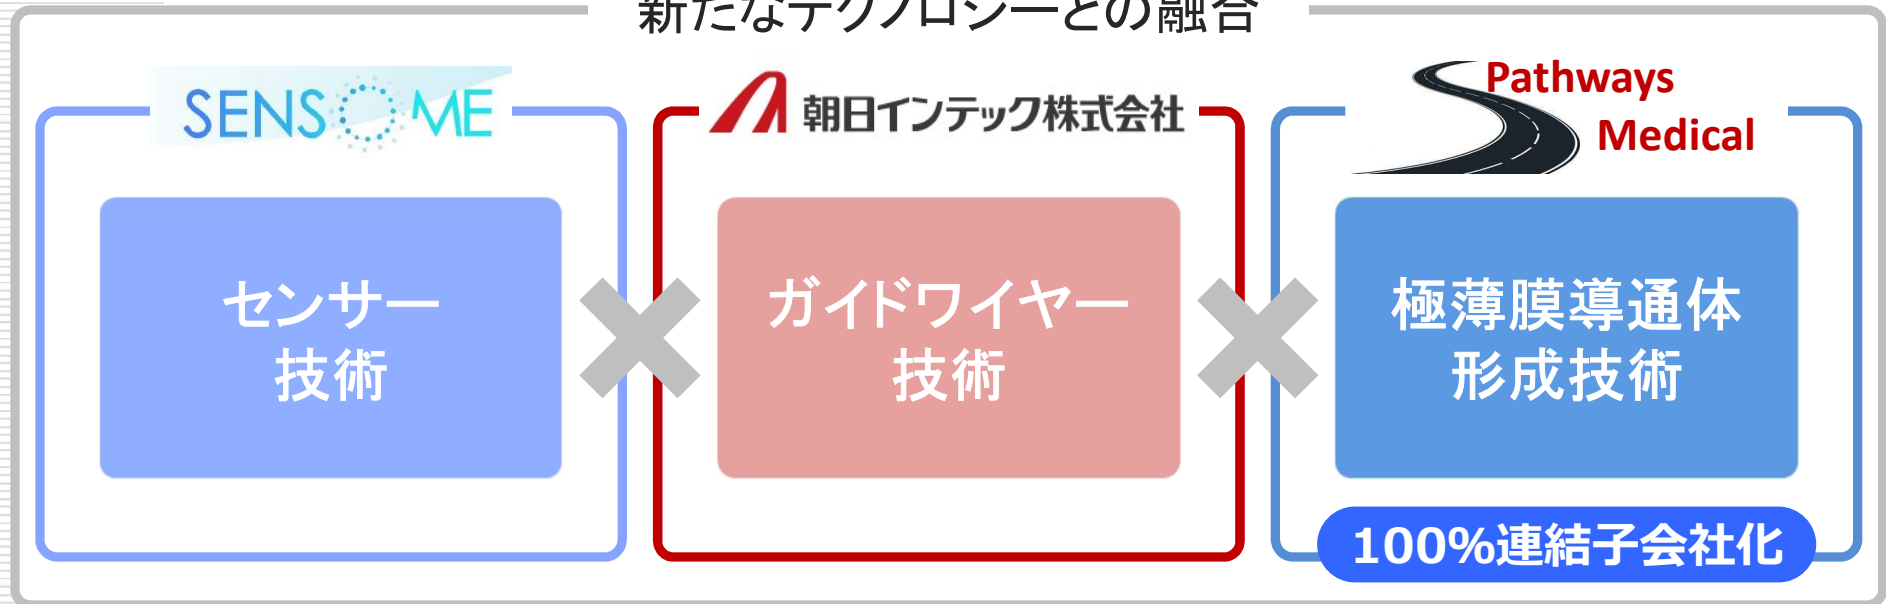 新たなテクノロジーとの融合
SENSOME
センサー
技術
朝日インテック株式会社
ガイドワイヤー
技術
Pathways
Medical
極薄膜導通体
形成技術
100%連結子会社化